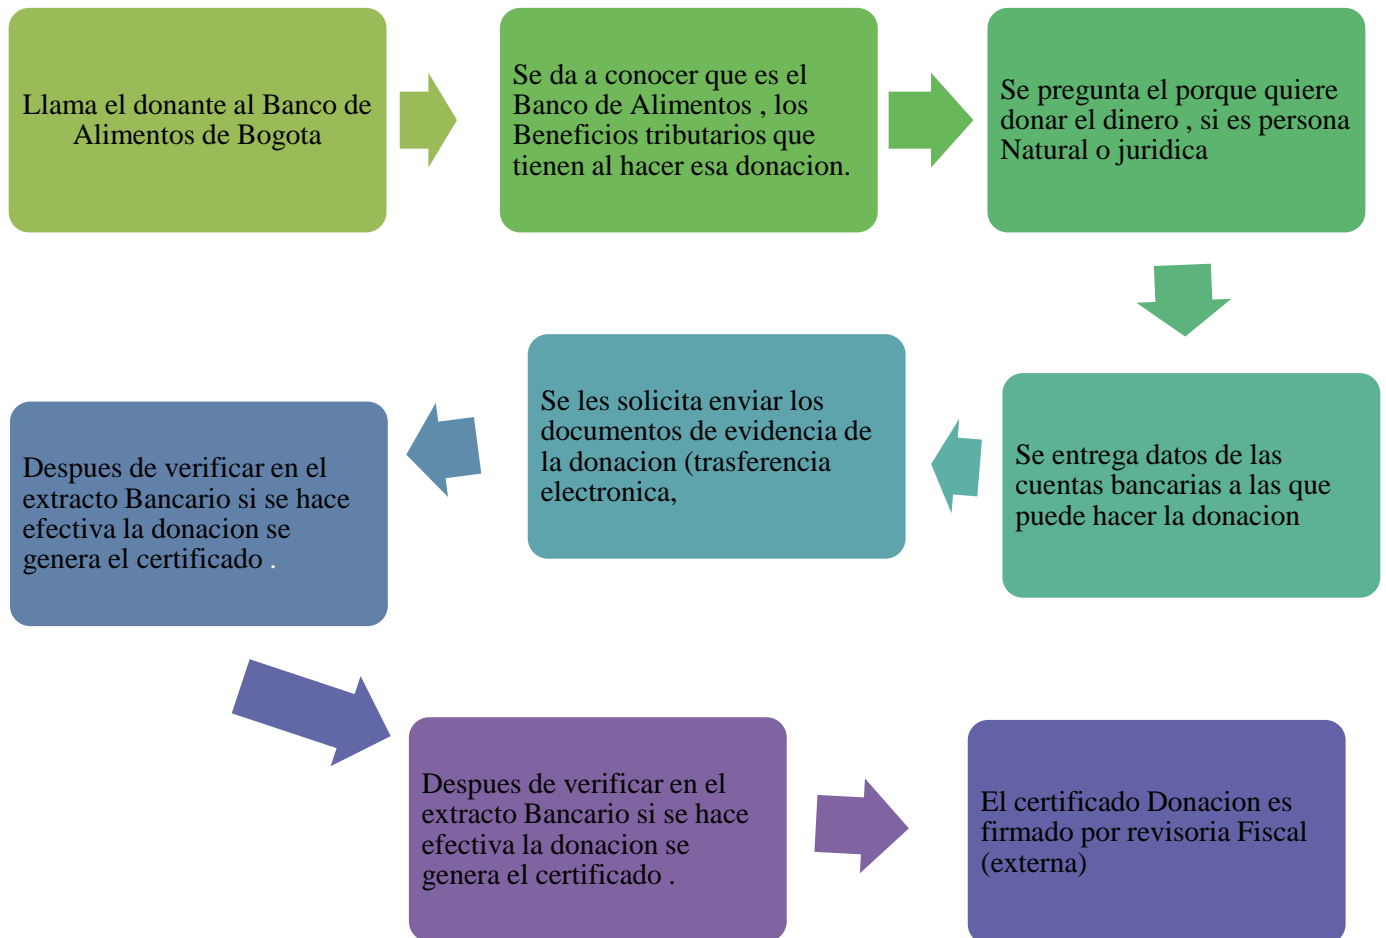 Llama el donante al Banco de
Alimentos de Bogota
Se da a conocer que es el
Banco de Alimentos , los
Beneficios tributarios que
tienen al hacer esa donacion.
Se pregunta el porque quiere
donar el dinero , si es persona
Natural o juridica
Se entrega datos de las
cuentas bancarias a las que
puede hacer la donacion
Se les solicita enviar los
documentos de evidencia de
la donacion (trasferencia
electronica,
Despues de verificar en el
extracto Bancario si se hace
efectiva la donacion se
genera el certificado .
Despues de verificar en el
extracto Bancario si se hace
efectiva la donacion se
genera el certificado .
El certificado Donacion es
firmado por revisoria Fiscal
(externa)